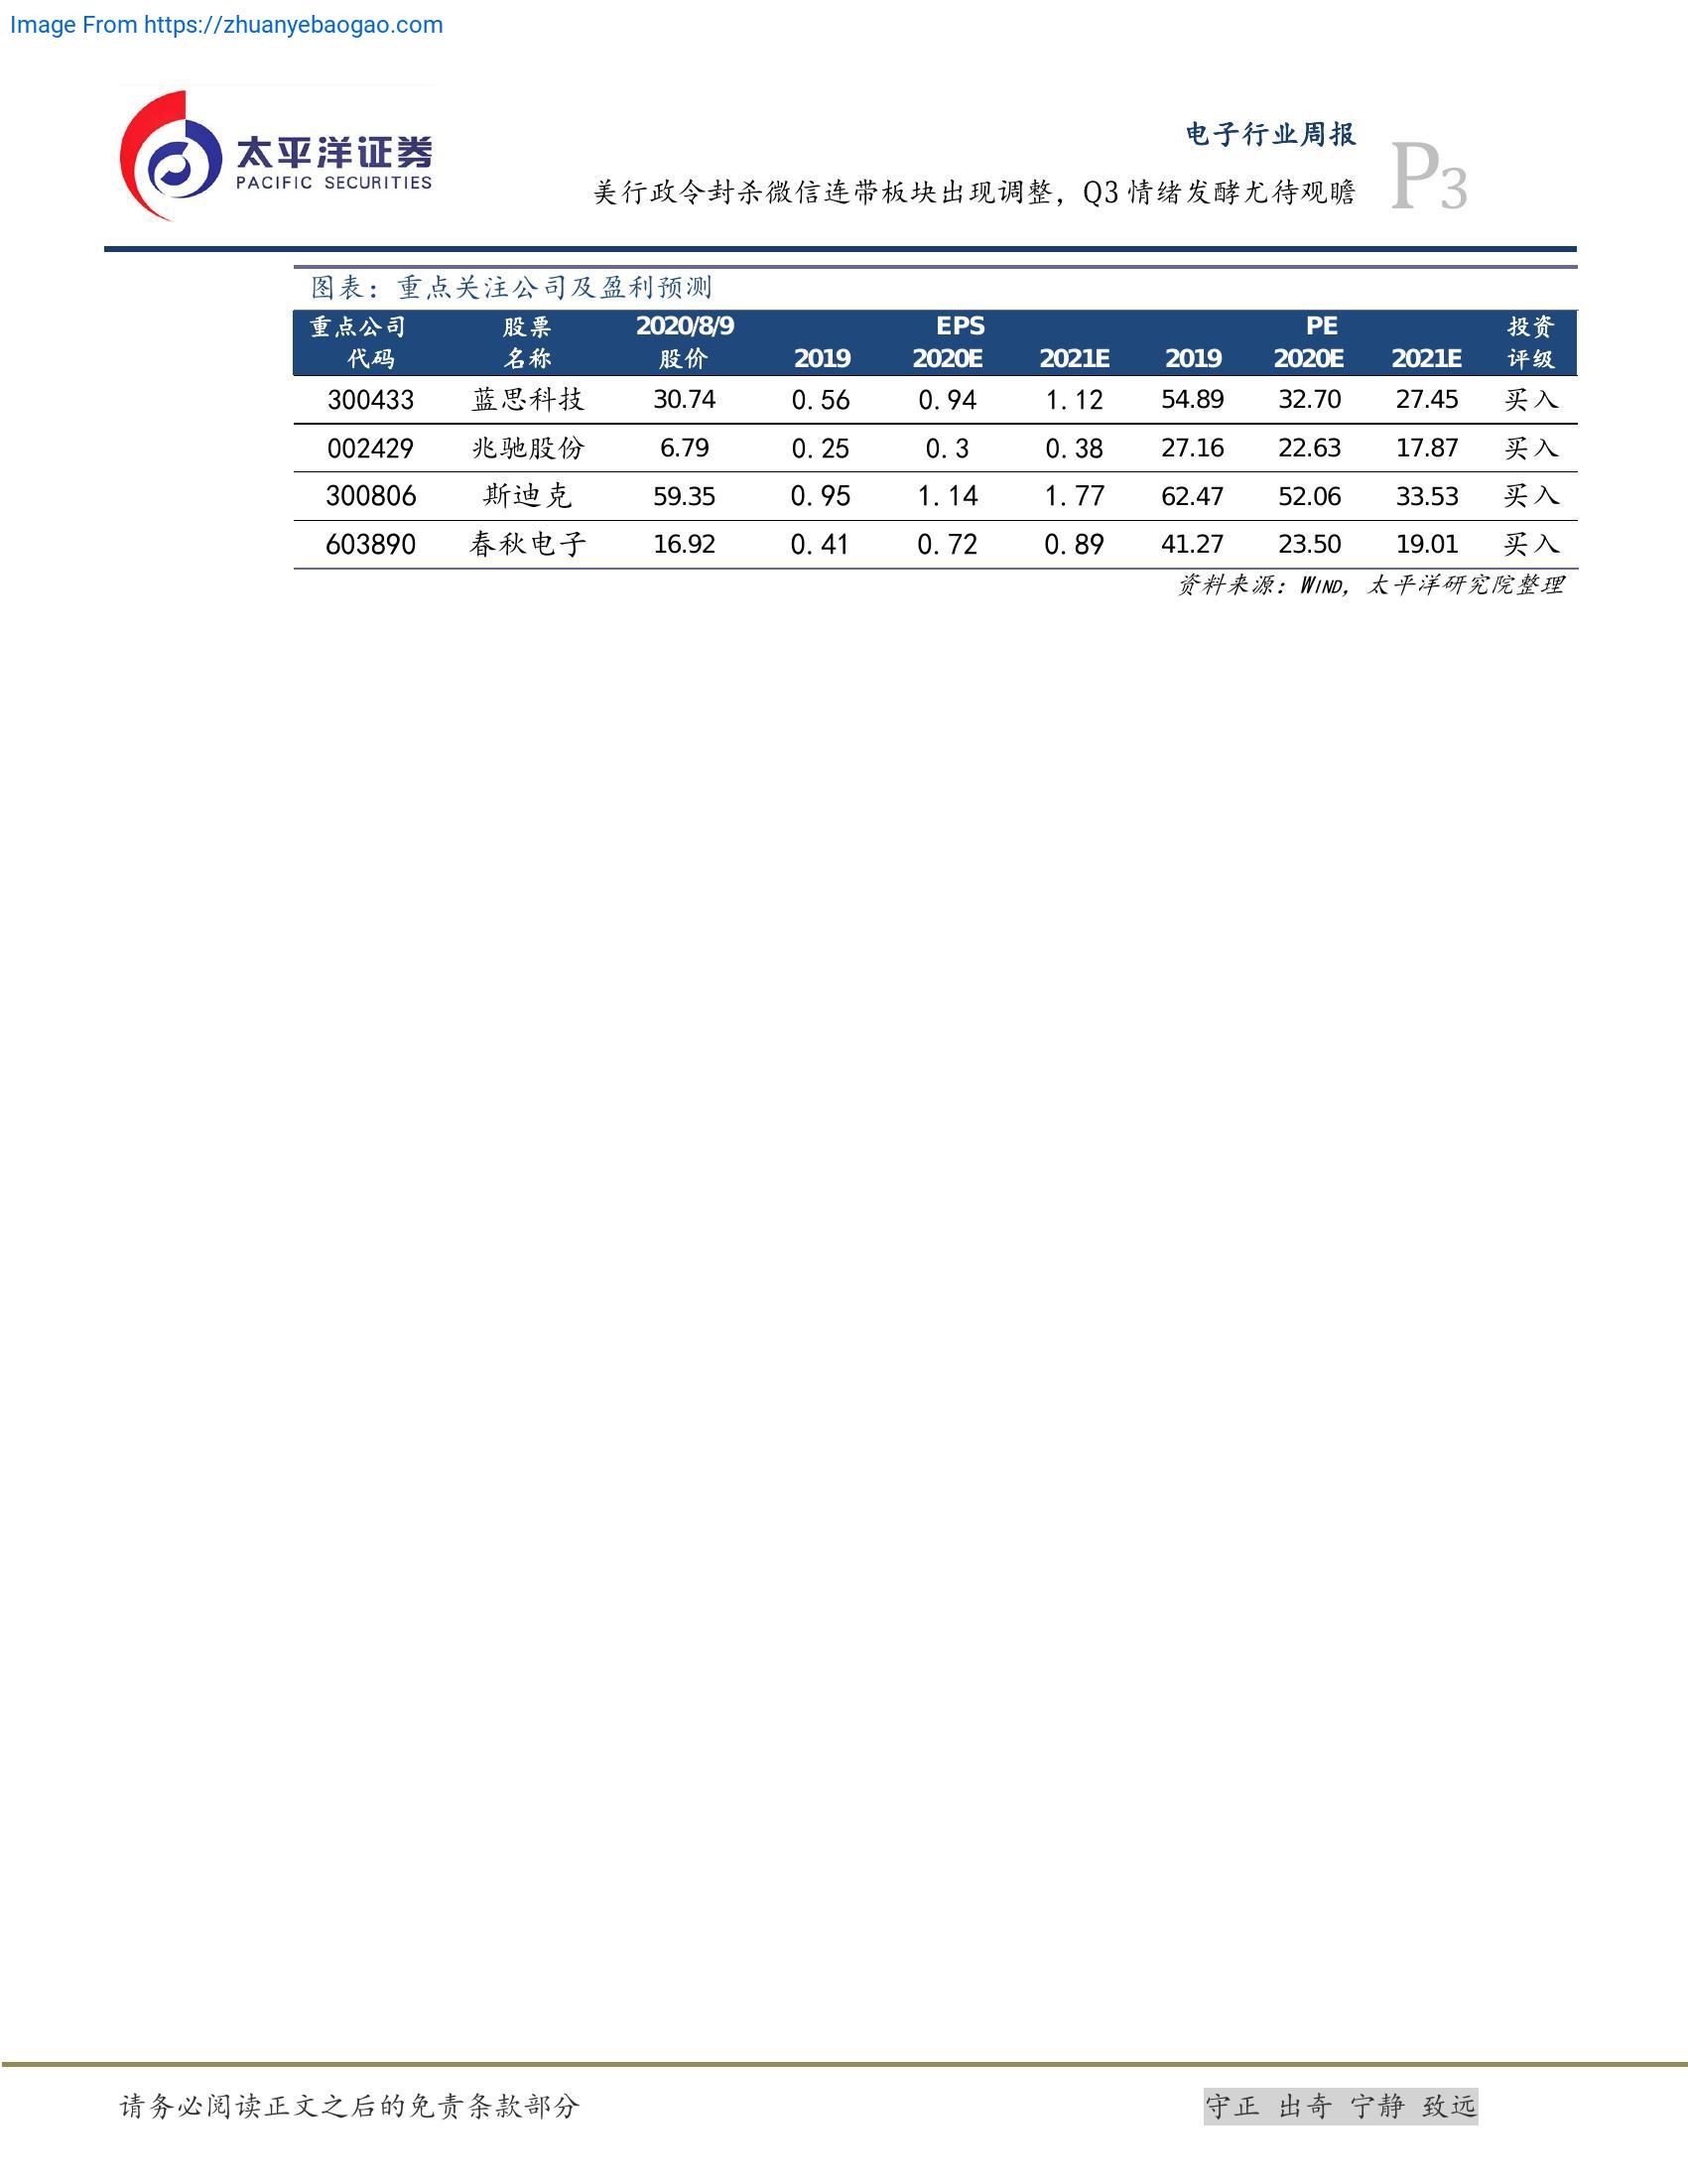 Image From https://zhuanyebaogao.com
太平洋证券
PACIFIC SECURITIES
电子行业周报
美行政令封杀微信连带板块出现调整，Q3 情绪发酵尤待观瞻
P3
图表：重点关注公司及盈利预测
重点公司 股票 2020/8/9 EPS PE 投资
代码 名称 股价 2019 2020E 2021E 2019 2020E 2021E 评级
300433 蓝思科技 30.74 0.56 0.94 1.12 54.89 32.70 27.45 买入
002429 兆驰股份 6.79 0.25 0.3 0.38 27.16 22.63 17.87 买入
300806 斯迪克 59.35 0.95 1.14 1.77 62.47 52.06 33.53 买入
603890 春秋电子 16.92 0.41 0.72 0.89 41.27 23.50 19.01 买入
资料来源：WIND，太平洋研究院整理
请务必阅读正文之后的免责条款部分
守正 出奇 宁静 致远